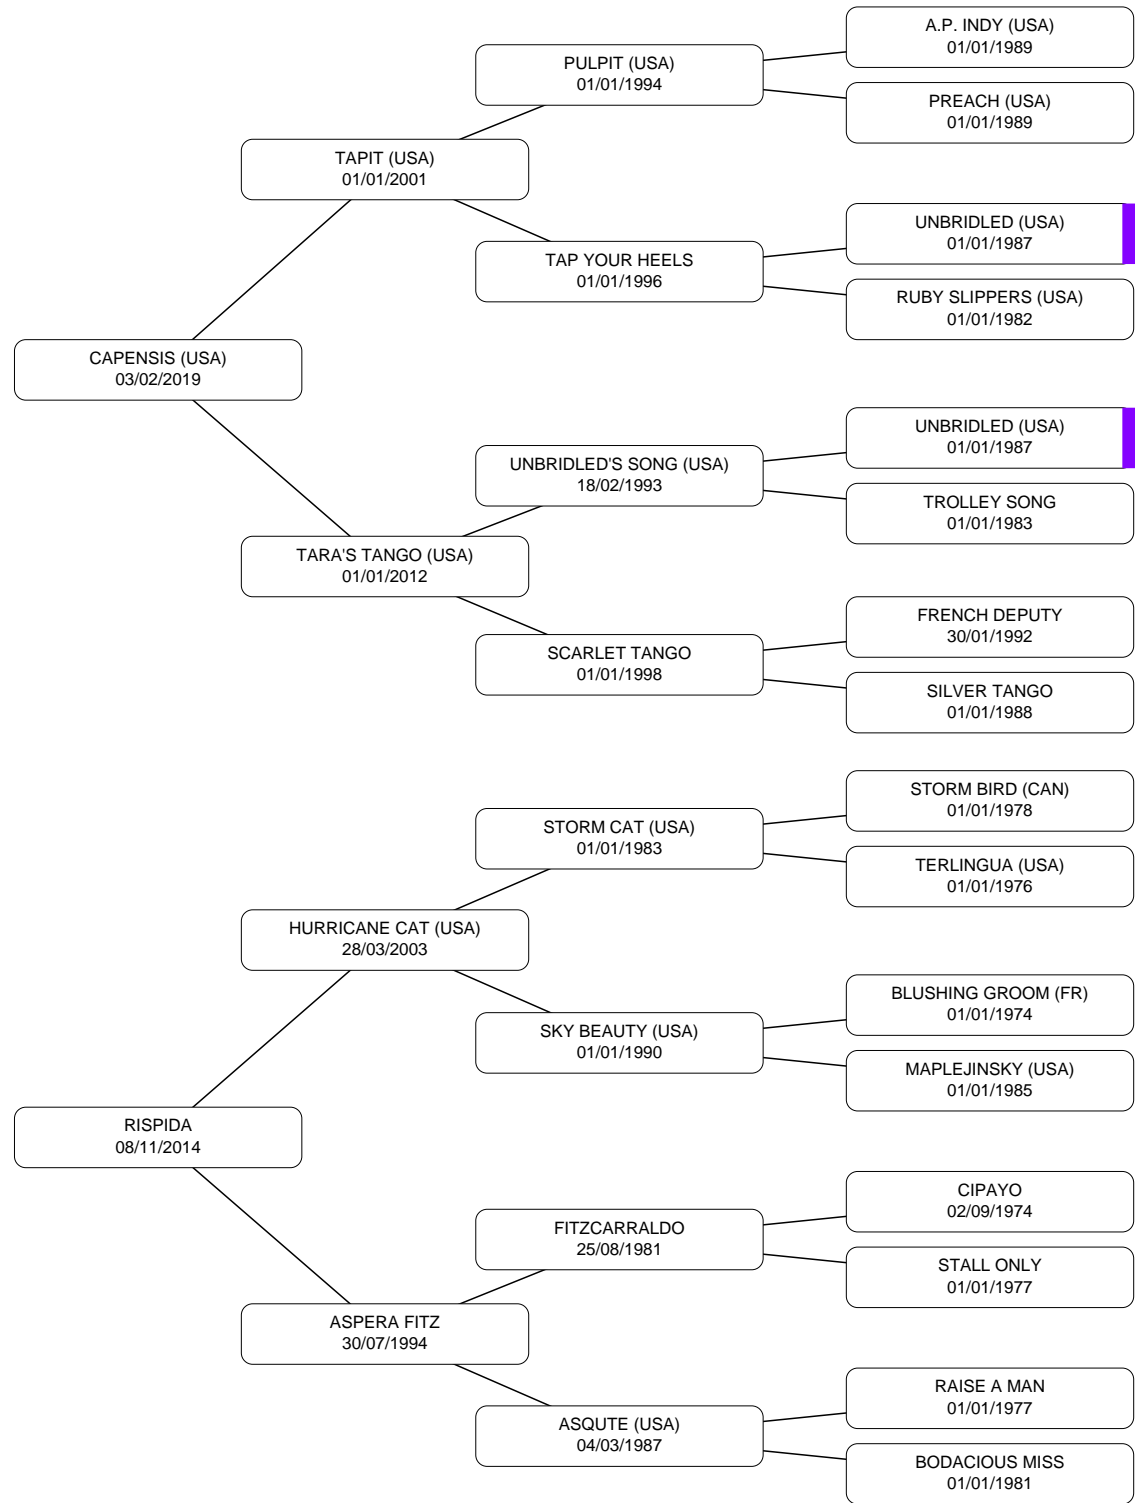 A.P. INDY (USA)
01/01/1989
PULPIT (USA)
01/01/1994
PREACH (USA)
01/01/1989
TAPIT (USA)
01/01/2001
UNBRIDLED (USA)
01/01/1987
TAP YOUR HEELS
01/01/1996
RUBY SLIPPERS (USA)
01/01/1982
CAPENSIS (USA)
03/02/2019
UNBRIDLED (USA)
01/01/1987
UNBRIDLED'S SONG (USA)
18/02/1993
TROLLEY SONG
01/01/1983
TARA'S TANGO (USA)
01/01/2012
FRENCH DEPUTY
30/01/1992
SCARLET TANGO
01/01/1998
SILVER TANGO
01/01/1988
STORM BIRD (CAN)
01/01/1978
STORM CAT (USA)
01/01/1983
TERLINGUA (USA)
01/01/1976
HURRICANE CAT (USA)
28/03/2003
BLUSHING GROOM (FR)
01/01/1974
SKY BEAUTY (USA)
01/01/1990
MAPLEJINSKY (USA)
01/01/1985
RISPIDA
08/11/2014
CIPAYO
02/09/1974
FITZCARRALDO
25/08/1981
STALL ONLY
01/01/1977
ASPERA FITZ
30/07/1994
RAISE A MAN
01/01/1977
ASQUTE (USA)
04/03/1987
BODACIOUS MISS
01/01/1981